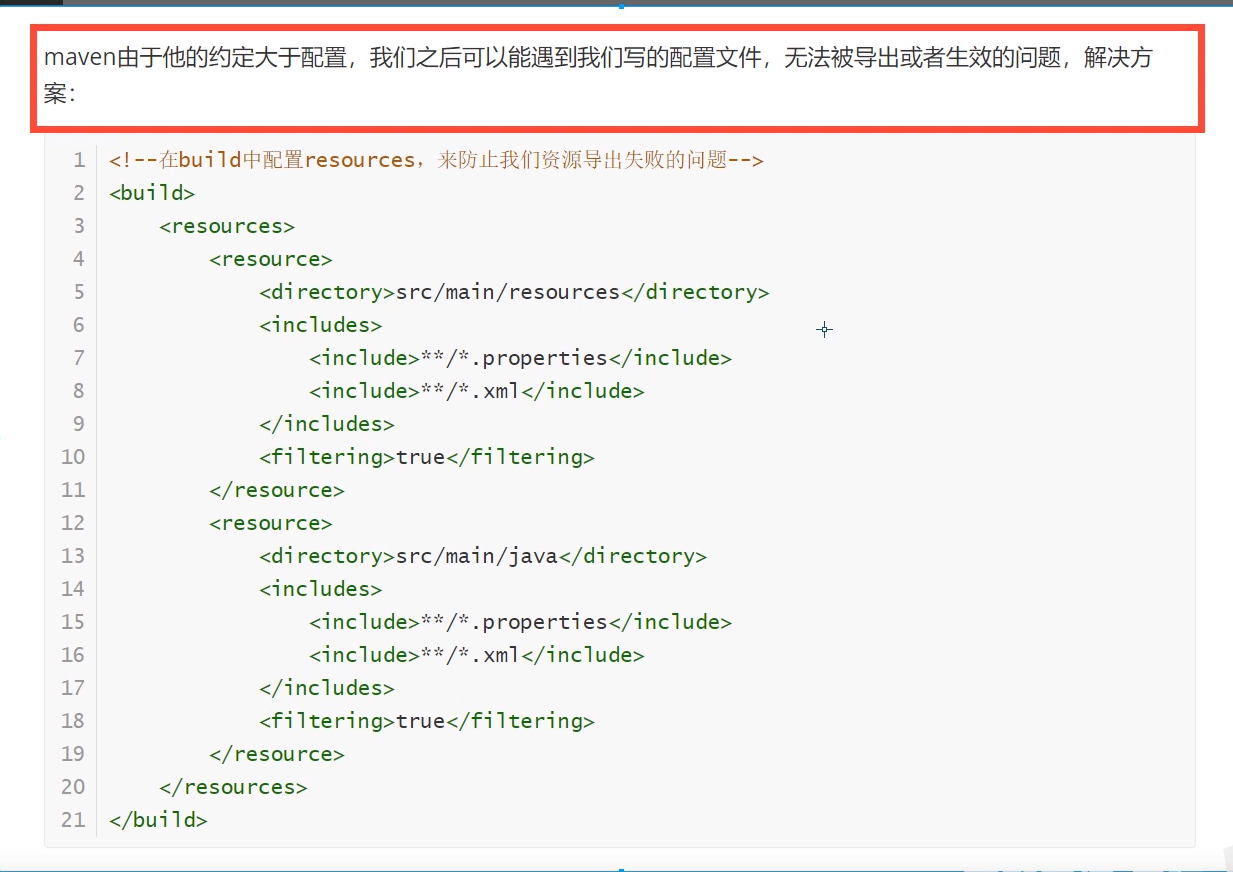 maven由于他的约定大于配置，我们之后可以能遇到我们写的配置文件，无法被导出或者生效的问题，解决方
案：
1 <!--在build中配置resources，来防止我们资源导出失败的问题-->
2 <build>
3     <resources>
4         <resource>
5             <directory>src/main/resources</directory>
6             <includes>
7                 <include>**/*.properties</include>
8                 <include>**/*.xml</include>
9             </includes>
10             <filtering>true</filtering>
11         </resource>
12         <resource>
13             <directory>src/main/java</directory>
14             <includes>
15                 <include>**/*.properties</include>
16                 <include>**/*.xml</include>
17             </includes>
18             <filtering>true</filtering>
19         </resource>
20     </resources>
21 </build>